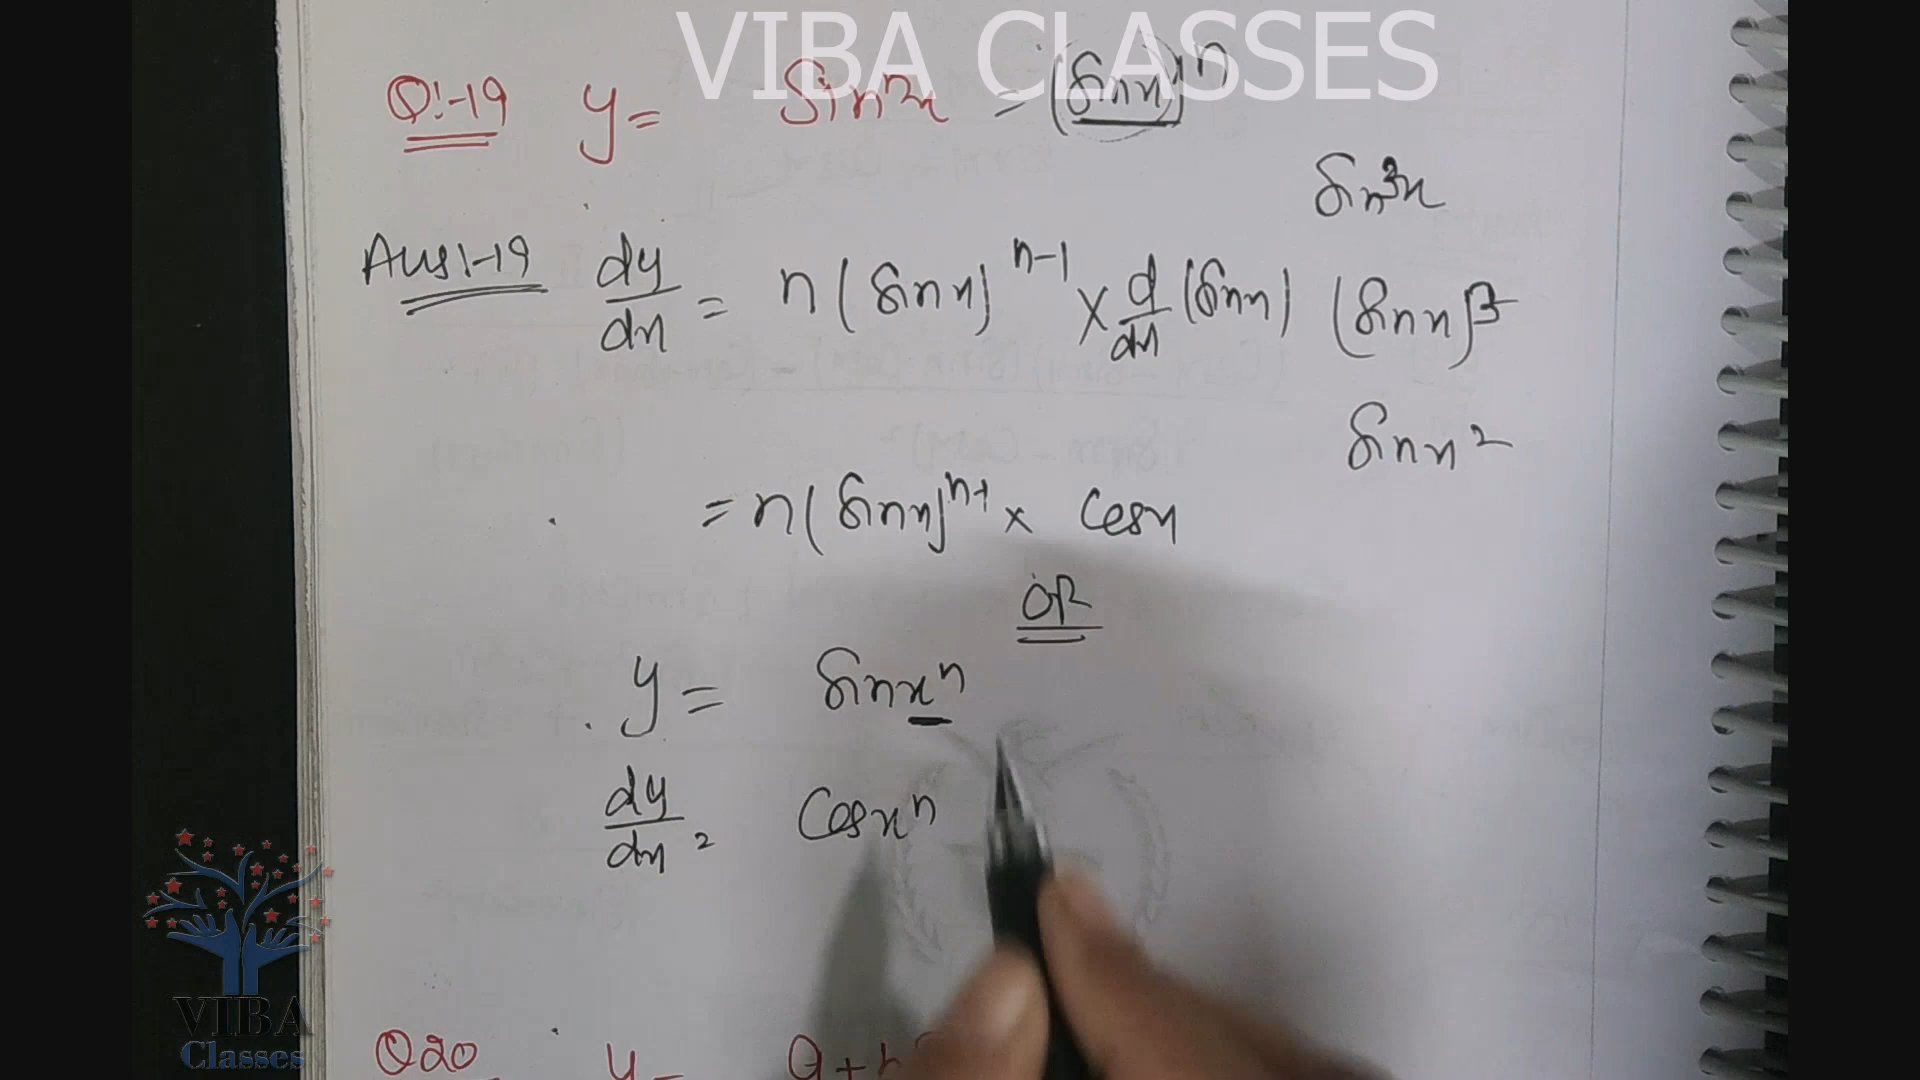 VIBA CLASSES
Q:-19 y = Sinⁿx = (Sinx)ⁿ
Sin³x
Ans:-19 dy/dx = n(Sinx)ⁿ⁻¹ × d/dx (Sinx) (Sinx)³
Sinx²
= n(Sinx)ⁿ⁻¹ × Cosx
OR
y = Sinxⁿ
dy/dx = Cosxⁿ
Q20 y =
VIBA
Classes